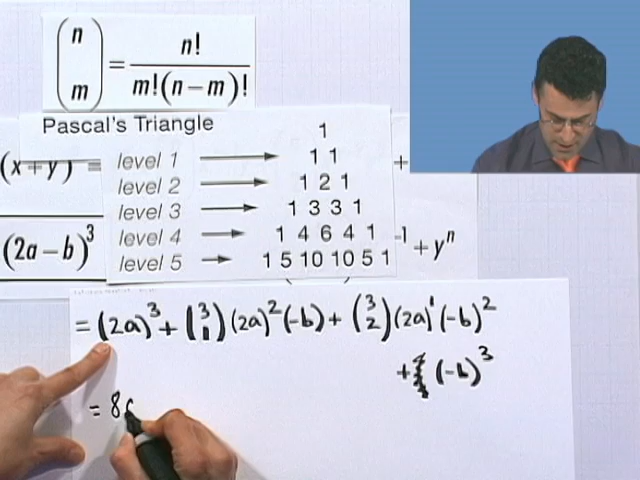 (n m) = n! / m!(n−m)!
Pascal's Triangle
1
level 1 → 1 1
level 2 → 1 2 1
level 3 → 1 3 3 1
level 4 → 1 4 6 4 1
level 5 → 1 5 10 10 5 1
(x+y) = +
(2a−b)³ ⁻¹ + yⁿ
= (2a)³ + (3 1)(2a)²(-b) + (3 2)(2a)¹(-b)²
+ (-b)³
= 8